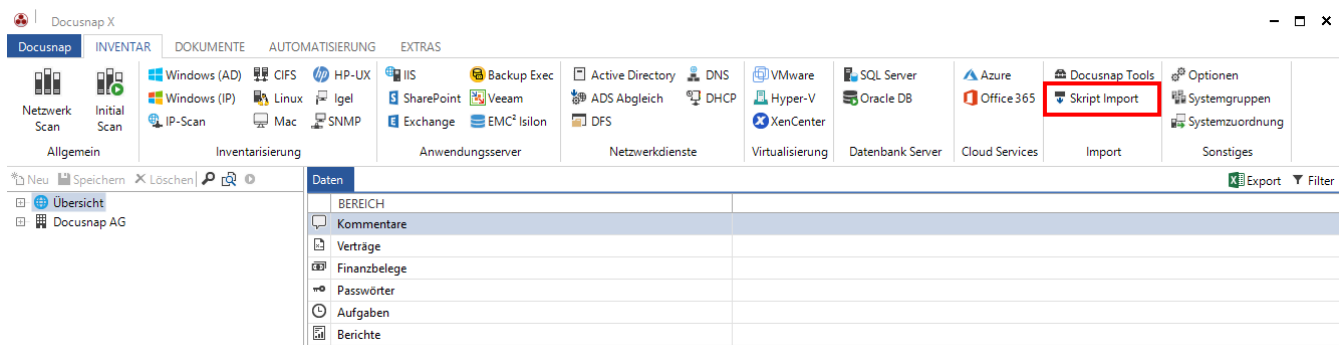 Docusnap X
Docusnap INVENTAR DOKUMENTE AUTOMATISIERUNG EXTRAS
Windows (AD) CIFS HP-UX IIS Backup Exec Active Directory DNS VMware SQL Server Azure Docusnap Tools Optionen
Windows (IP) Linux Igel SharePoint Veeam ADS Abgleich DHCP Hyper-V Oracle DB Office 365 Skript Import Systemgruppen
Netzwerk Scan Initial Scan IP-Scan Mac SNMP Exchange EMC² Isilon DFS XenCenter Systemzuordnung
Allgemein Inventarisierung Anwendungsserver Netzwerkdienste Virtualisierung Datenbank Server Cloud Services Import Sonstiges
Neu Speichern Löschen Daten Export Filter
Übersicht BEREICH
Docusnap AG Kommentare
Verträge
Finanzbelege
Passwörter
Aufgaben
Berichte